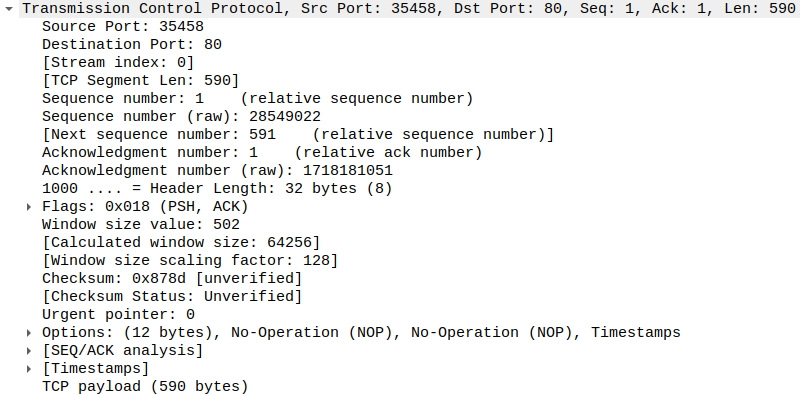 Transmission Control Protocol, Src Port: 35458, Dst Port: 80, Seq: 1, Ack: 1, Len: 590
Source Port: 35458
Destination Port: 80
[Stream index: 0]
[TCP Segment Len: 590]
Sequence number: 1    (relative sequence number)
Sequence number (raw): 28549022
[Next sequence number: 591    (relative sequence number)]
Acknowledgment number: 1    (relative ack number)
Acknowledgment number (raw): 1718181051
1000 .... = Header Length: 32 bytes (8)
Flags: 0x018 (PSH, ACK)
Window size value: 502
[Calculated window size: 64256]
[Window size scaling factor: 128]
Checksum: 0x878d [unverified]
[Checksum Status: Unverified]
Urgent pointer: 0
Options: (12 bytes), No-Operation (NOP), No-Operation (NOP), Timestamps
[SEQ/ACK analysis]
[Timestamps]
TCP payload (590 bytes)